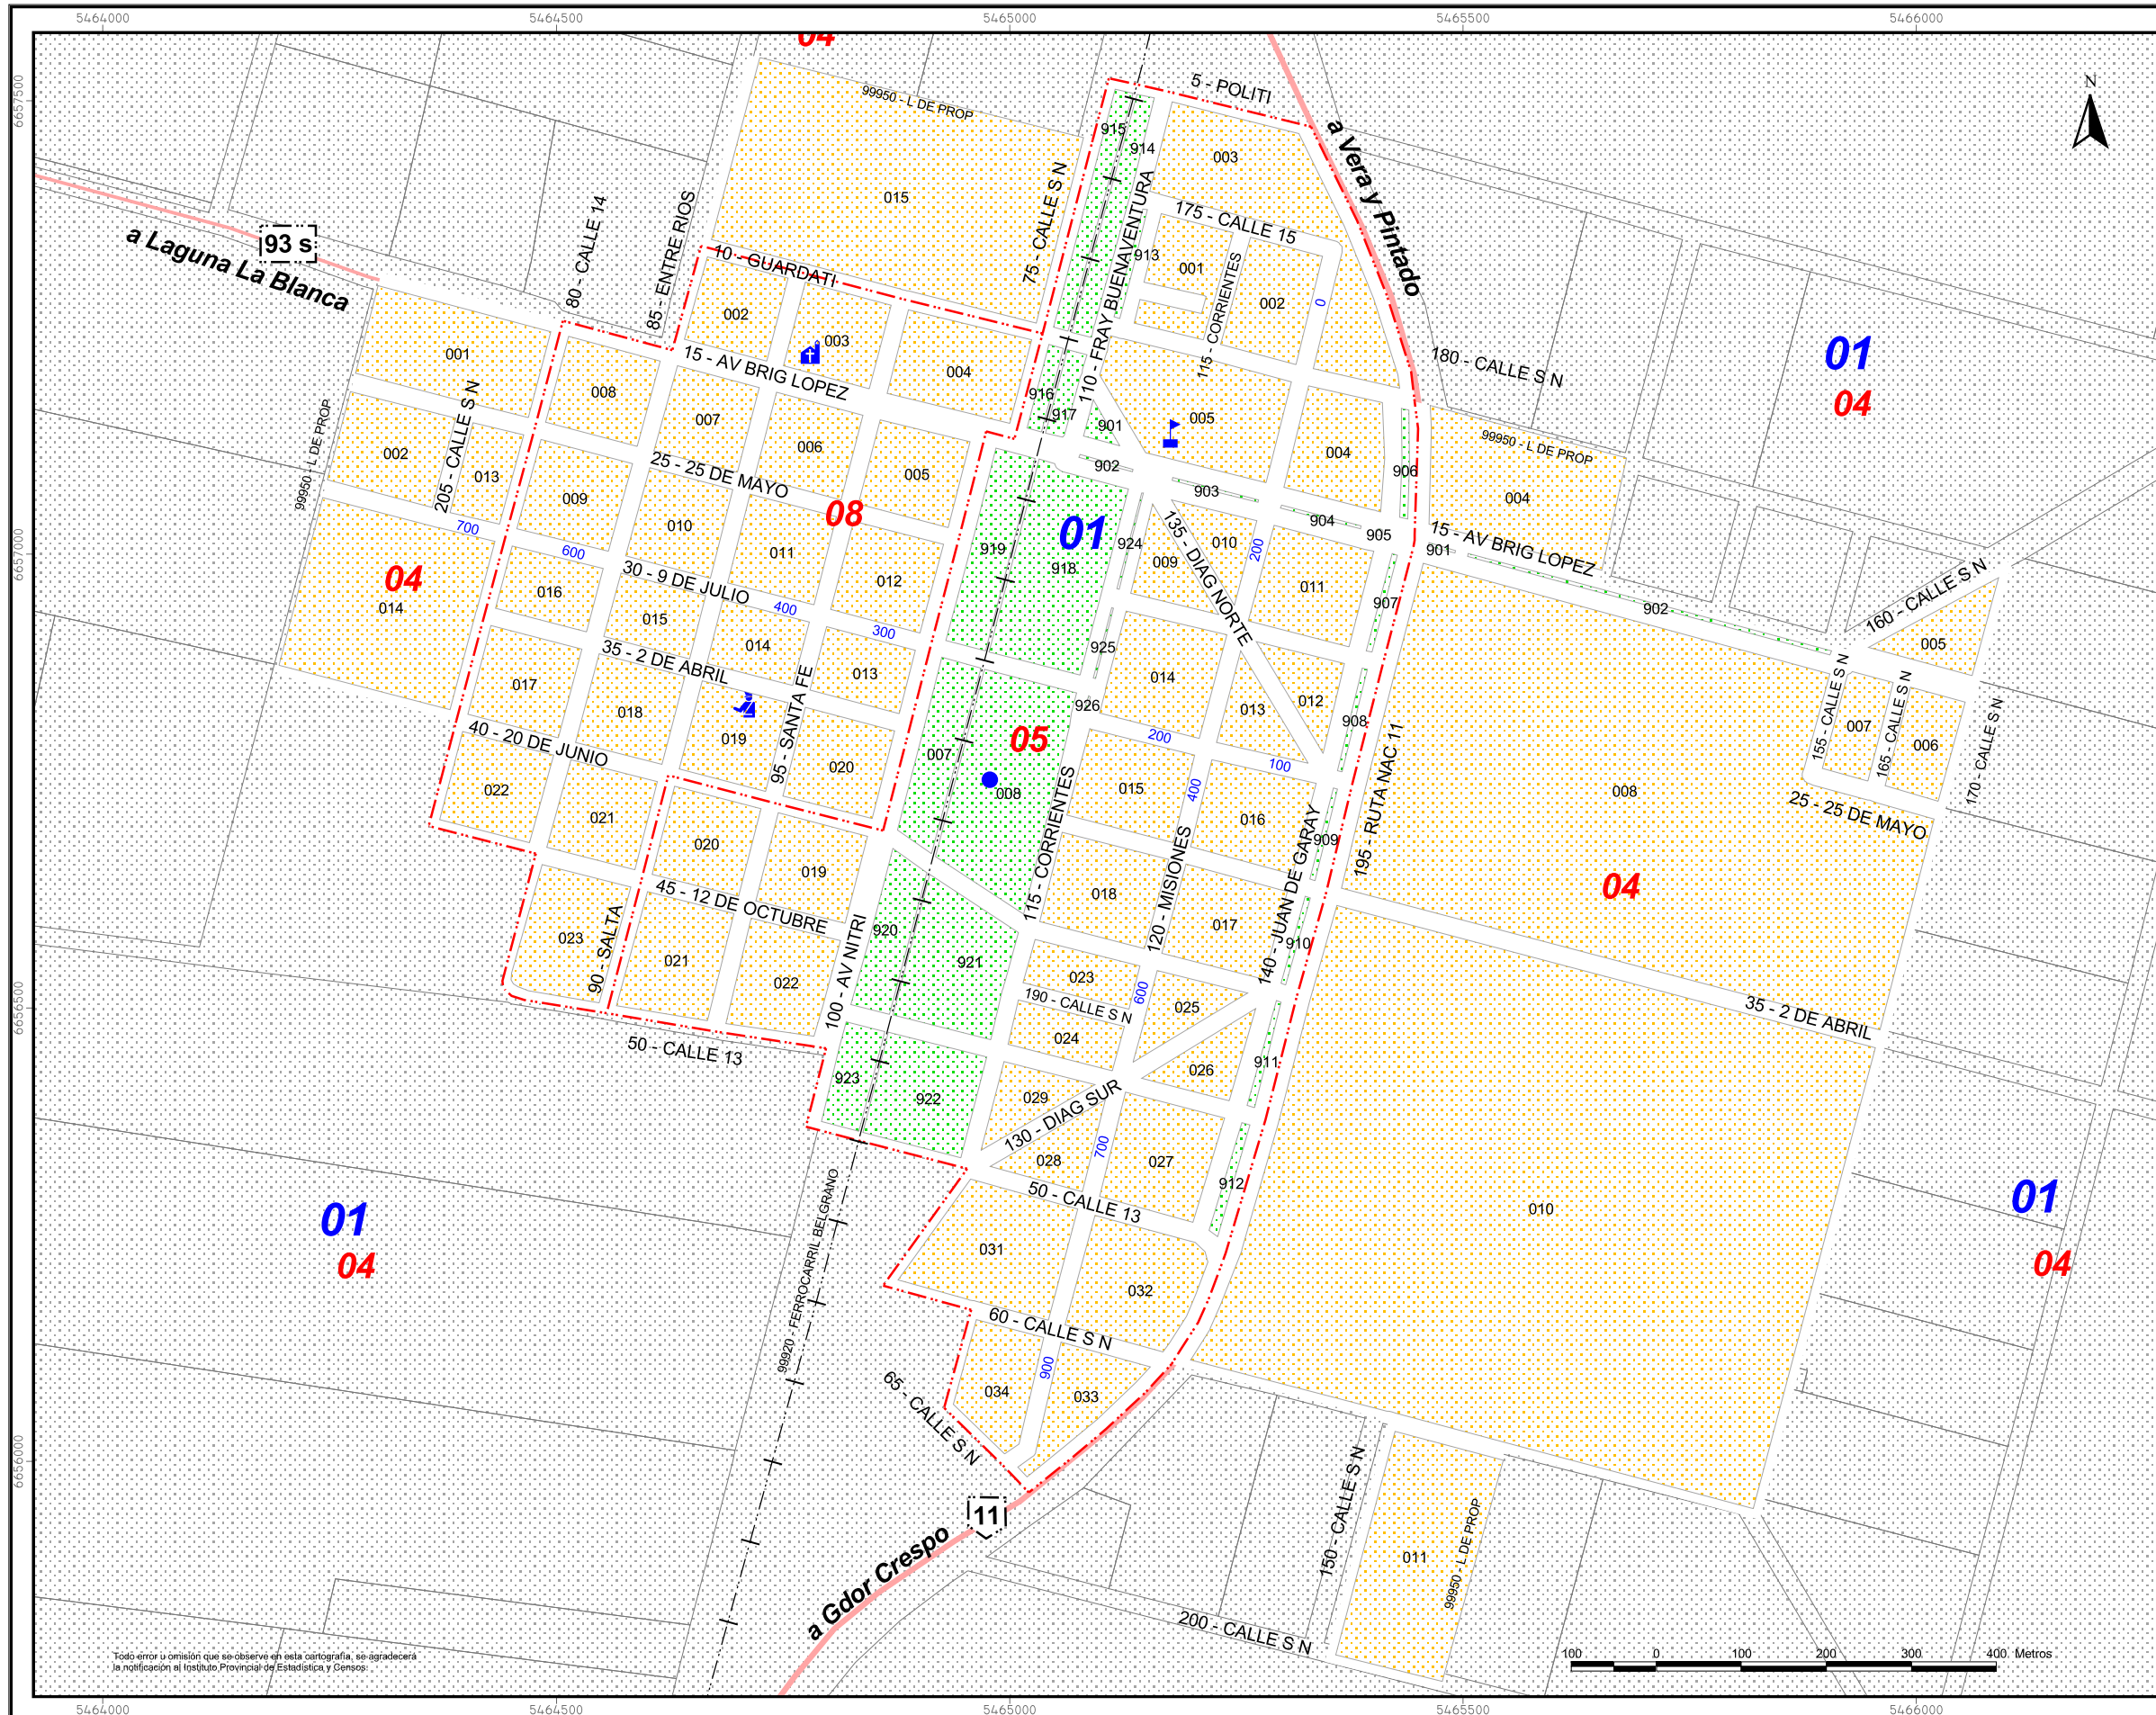 5464000
5464500
5465000
5465500
5466000
04
5 - POLITI
99950 - L DE PROP
N
6657500
915
914
003
a Vera y Pintado
015
75 - CALLE S N
110 - FRAY BUENAVENTURA
175 - CALLE 15
80 - CALLE 14
85 - ENTRE RIOS
93 s
a Laguna La Blanca
10 - GUARDATI
913
001
115 - CORRIENTES
002
0
002
003
001
15 - AV BRIG LOPEZ
004
180 - CALLE S N
01
04
008
007
916
917
901
005
006
004
99950 - L DE PROP
99950 - L DE PROP
205 - CALLE S N
002
013
25 - 25 DE MAYO
005
902
903
906
004
009
08
01
904
905
15 - AV BRIG LOPEZ
901
700
600
010
011
919
918
924
135 - DIAG NORTE
009
010
200
6657000
04
014
016
30 - 9 DE JULIO
012
011
907
902
160 - CALLE S N
400
015
300
014
925
005
35 - 2 DE ABRIL
013
017
014
012
155 - CALLE S N
165 - CALLE S N
170 - CALLE S N
018
019
95 - SANTA FE
926
013
908
007
006
40 - 20 DE JUNIO
05
007
200
100
195 - RUTA NAC 11
020
008
022
021
115 - CORRIENTES
015
400
016
008
25 - 25 DE MAYO
020
019
120 - MISIONES
140 - JUAN DE GARAY
909
45 - 12 DE OCTUBRE
018
04
023
90 - SALTA
100 - AV NITRI
920
017
910
021
921
023
022
190 - CALLE S N
600
025
35 - 2 DE ABRIL
6656500
50 - CALLE 13
024
923
922
029
026
911
130 - DIAG SUR
700
028
027
912
01
04
01
04
99920 - FERROCARRIL BELGRANO
50 - CALLE 13
010
031
032
60 - CALLE S N
900
65 - CALLE S N
034
033
6656000
11
a Gdor Crespo
150 - CALLE S N
011
99950 - L DE PROP
200 - CALLE S N
Todo error u omisión que se observe en esta cartografía, se agradecerá
la notificación al Instituto Provincial de Estadística y Censos.
100 0 100 200 300 400 Metros
5464000
5464500
5465000
5465500
5466000